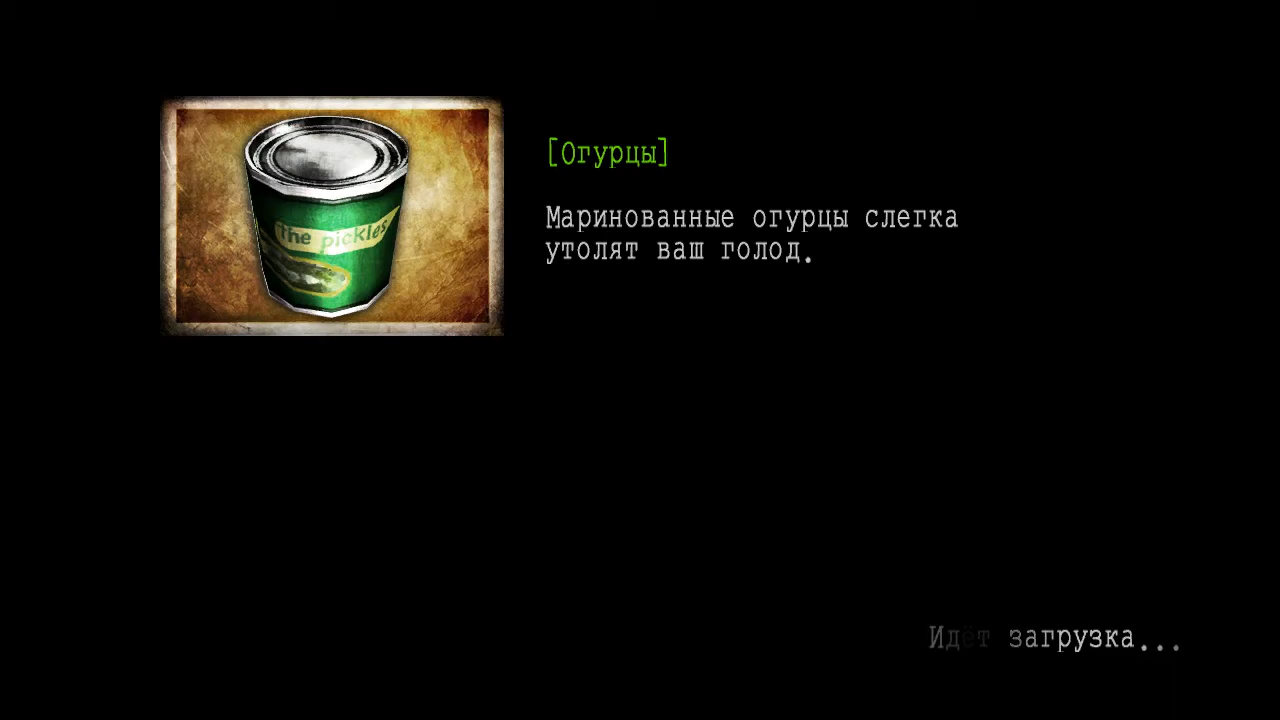 The pickles
[Огурцы]
Маринованные огурцы слегка
утолят ваш голод.
Идёт загрузка...